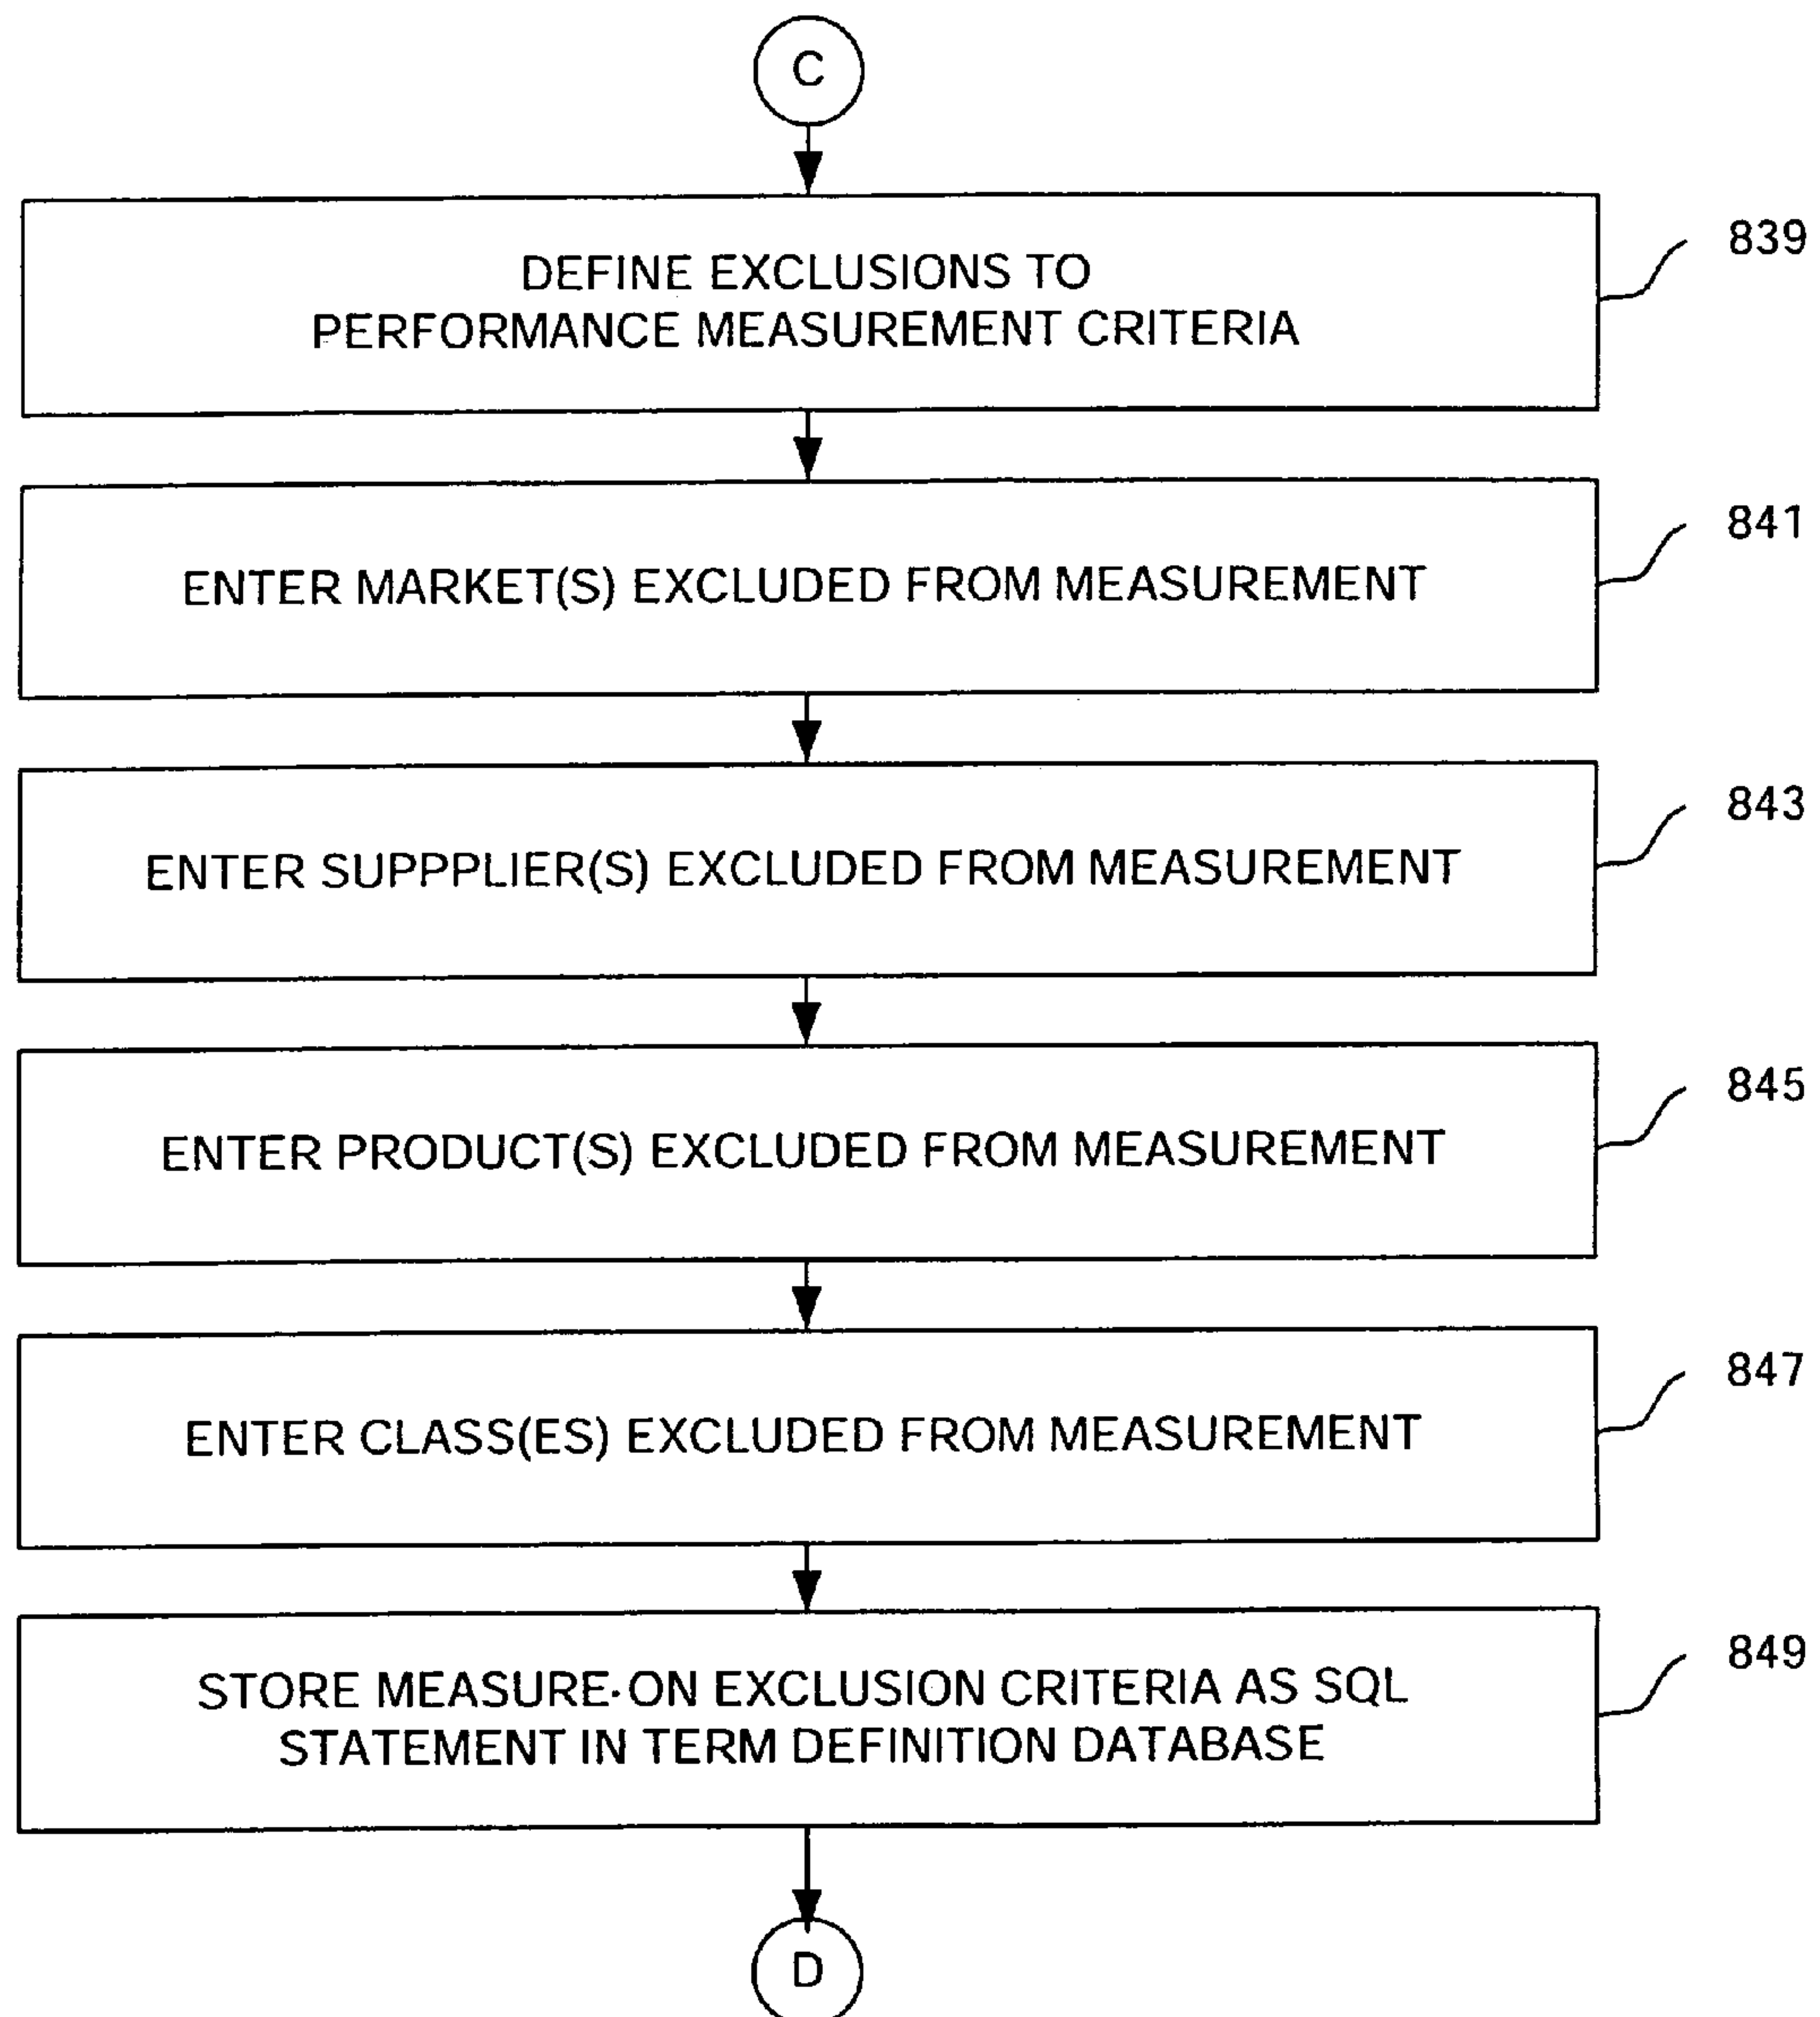 C
DEFINE EXCLUSIONS TO
PERFORMANCE MEASUREMENT CRITERIA
839
ENTER MARKET(S) EXCLUDED FROM MEASUREMENT
841
ENTER SUPPPLIER(S) EXCLUDED FROM MEASUREMENT
843
ENTER PRODUCT(S) EXCLUDED FROM MEASUREMENT
845
ENTER CLASS(ES) EXCLUDED FROM MEASUREMENT
847
STORE MEASURE-ON EXCLUSION CRITERIA AS SQL
STATEMENT IN TERM DEFINITION DATABASE
849
D